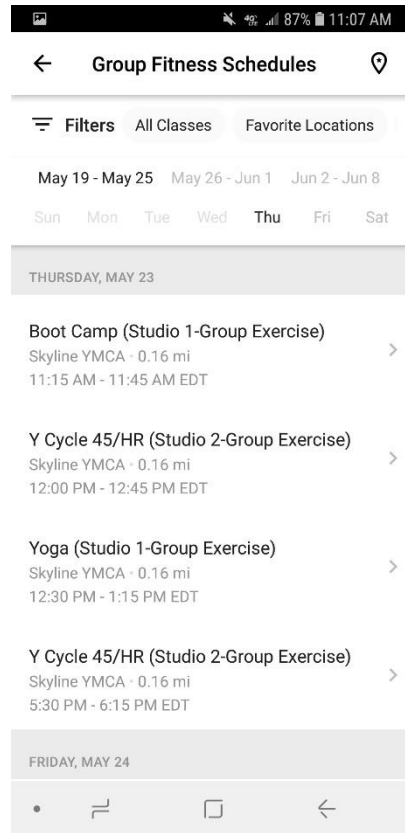 87% 11:07 AM
Group Fitness Schedules
Filters All Classes Favorite Locations
May 19 - May 25 May 26 - Jun 1 Jun 2 - Jun 8
Sun Mon Tue Wed Thu Fri Sat
THURSDAY, MAY 23
Boot Camp (Studio 1-Group Exercise)
Skyline YMCA · 0.16 mi
11:15 AM - 11:45 AM EDT
Y Cycle 45/HR (Studio 2-Group Exercise)
Skyline YMCA · 0.16 mi
12:00 PM - 12:45 PM EDT
Yoga (Studio 1-Group Exercise)
Skyline YMCA · 0.16 mi
12:30 PM - 1:15 PM EDT
Y Cycle 45/HR (Studio 2-Group Exercise)
Skyline YMCA · 0.16 mi
5:30 PM - 6:15 PM EDT
FRIDAY, MAY 24